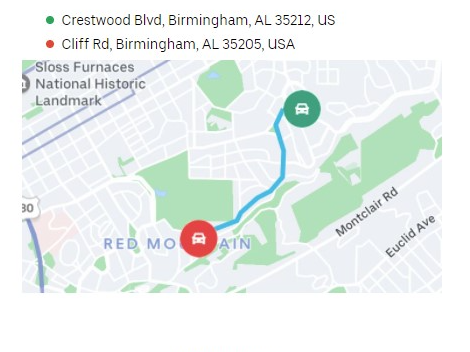 Crestwood Blvd, Birmingham, AL 35212, US
Cliff Rd, Birmingham, AL 35205, USA
Sloss Furnaces
National Historic
Landmark
80
RED MO AIN
Montclair Rd
Euclid Ave